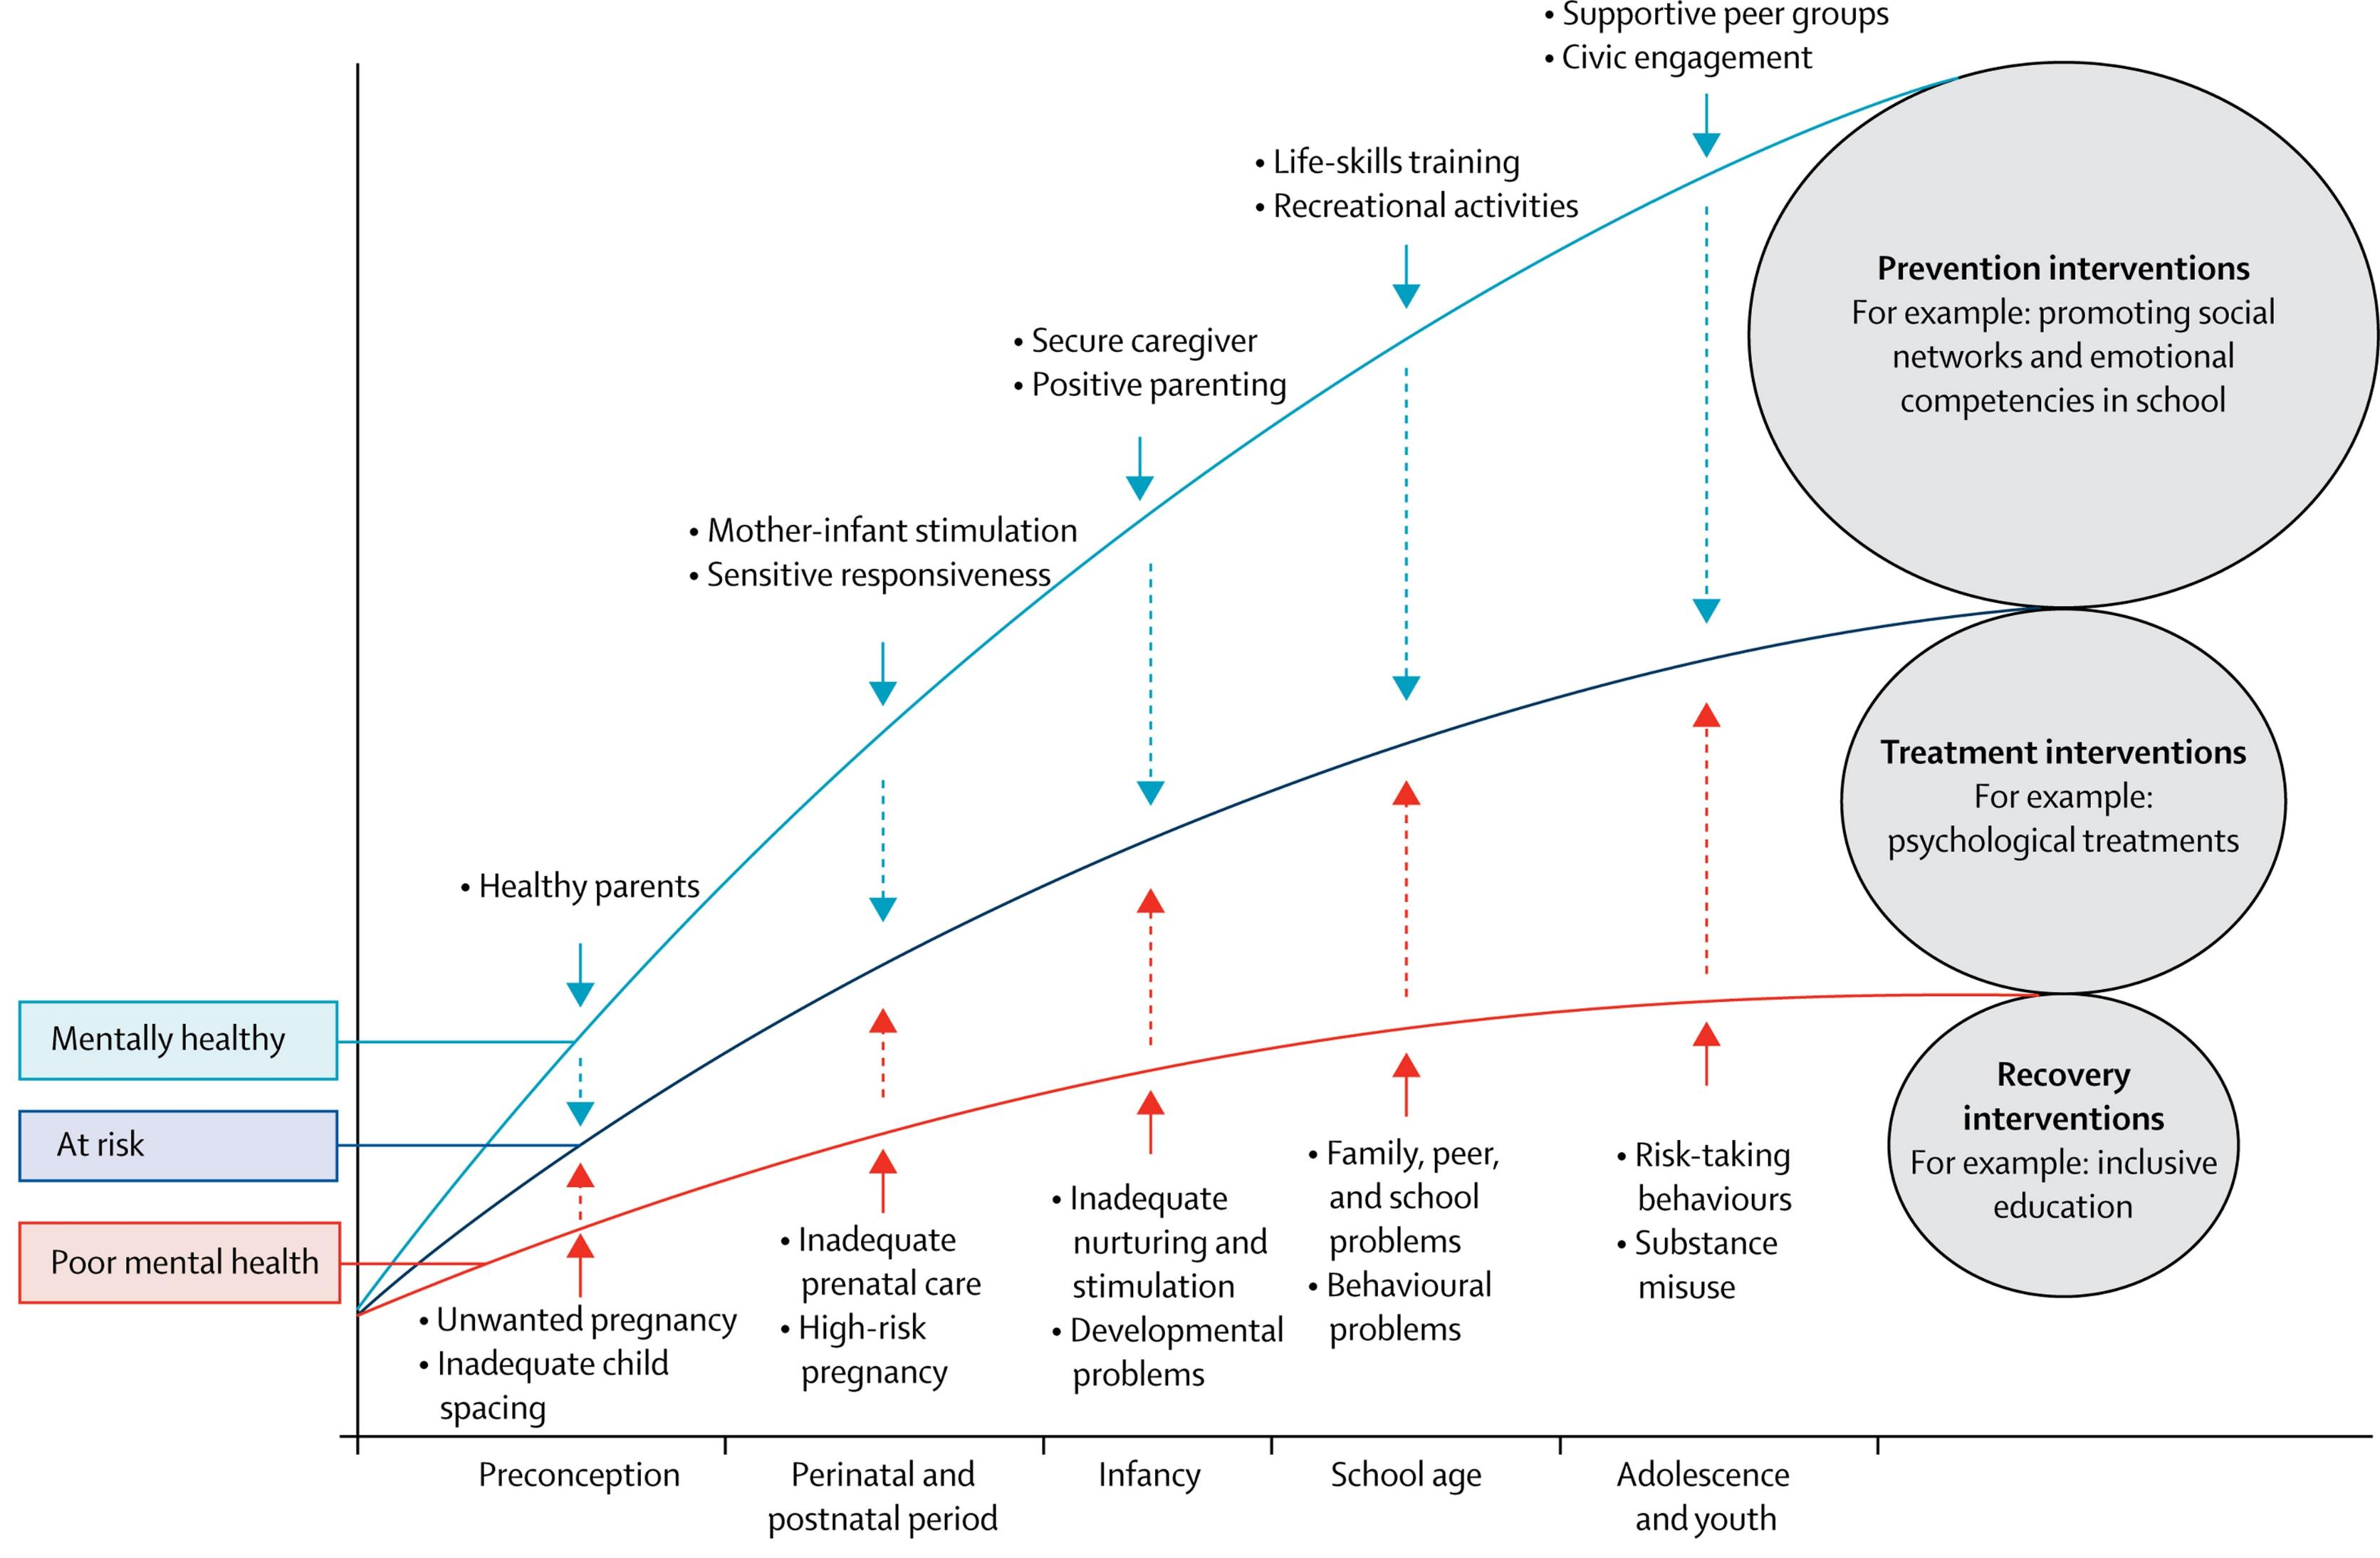 • Supportive peer groups
• Civic engagement
• Life-skills training
• Recreational activities
Prevention interventions
For example: promoting social
networks and emotional
competencies in school
• Secure caregiver
• Positive parenting
• Mother-infant stimulation
• Sensitive responsiveness
Treatment interventions
For example:
psychological treatments
• Healthy parents
Mentally healthy
At risk
Poor mental health
Recovery
interventions
For example: inclusive
education
• Unwanted pregnancy
• Inadequate child
spacing
• Inadequate
prenatal care
• High-risk
pregnancy
• Inadequate
nurturing and
stimulation
• Developmental
problems
• Family, peer,
and school
problems
• Behavioural
problems
• Risk-taking
behaviours
• Substance
misuse
Preconception
Perinatal and
postnatal period
Infancy
School age
Adolescence
and youth